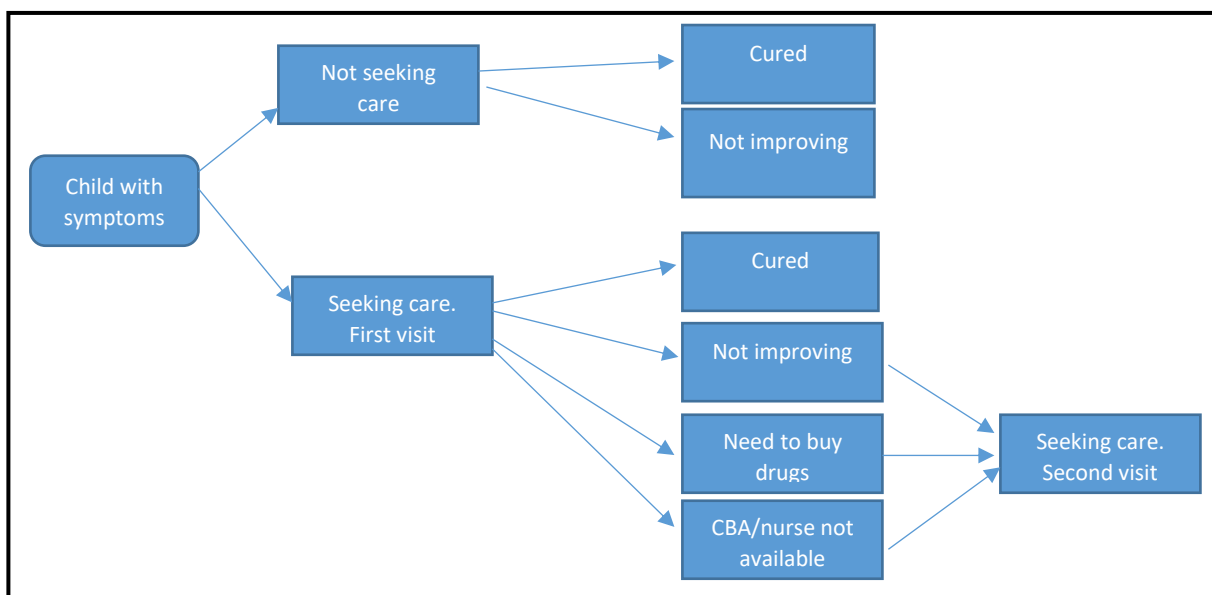 Child with
symptoms
Not seeking
care
Cured
Not improving
Seeking care.
First visit
Cured
Not improving
Need to buy
drugs
CBA/nurse not
available
Seeking care.
Second visit